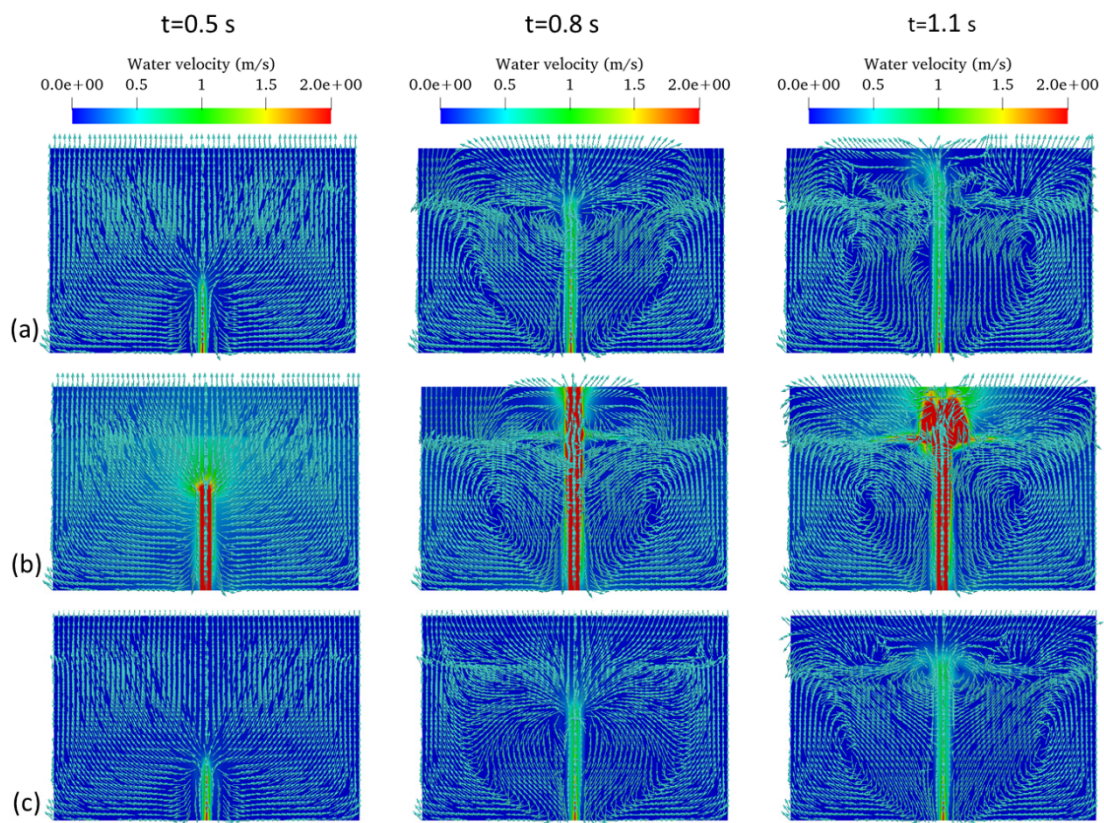 t=0.5 s t=0.8 s t=1.1 s
Water velocity (m/s) Water velocity (m/s) Water velocity (m/s)
0.0e+00 0.5 1 1.5 2.0e+00 0.0e+00 0.5 1 1.5 2.0e+00 0.0e+00 0.5 1 1.5 2.0e+00
(a)
(b)
(c)